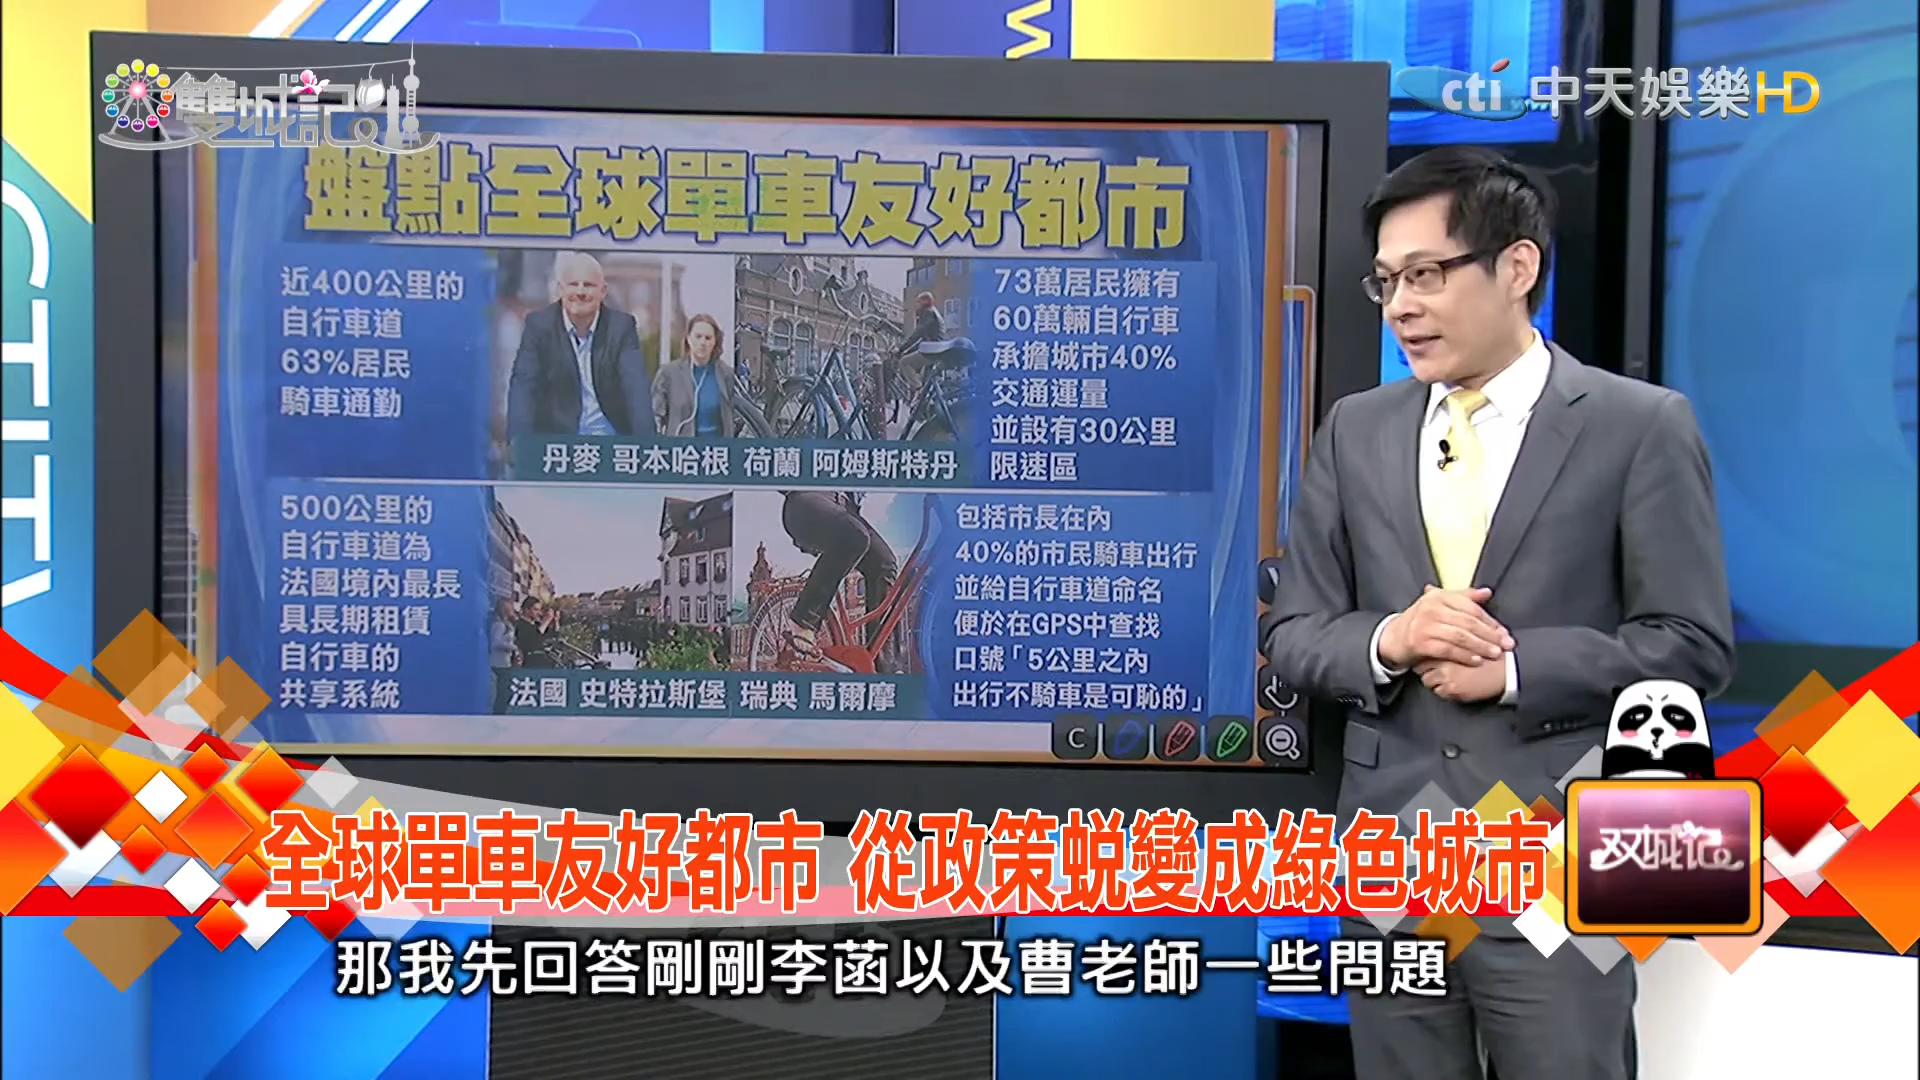 雙城記
cti 中天娛樂HD
CTITV
盤點全球單車友好都市
近400公里的
自行車道
63%居民
騎車通勤
丹麥 哥本哈根 荷蘭 阿姆斯特丹
73萬居民擁有
60萬輛自行車
承擔城市40%
交通運量
並設有30公里
限速區
500公里的
自行車道為
法國境內最長
具長期租賃
自行車的
共享系統
法國 史特拉斯堡 瑞典 馬爾摩
包括市長在內
40%的市民騎車出行
並給自行車道命名
便於在GPS中查找
口號「5公里之內
出行不騎車是可恥的」
C
全球單車友好都市 從政策蛻變成綠色城市
双城记
那我先回答剛剛李菡以及曹老師一些問題